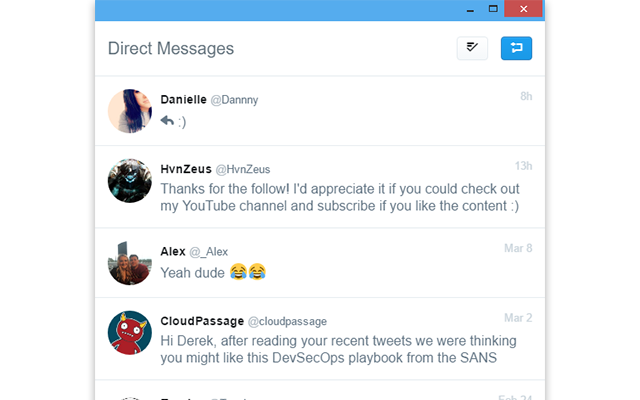 Direct Messages
Danielle @Dannny 8h
:)
HvnZeus @HvnZeus 13h
Thanks for the follow! I'd appreciate it if you could check out
my YouTube channel and subscribe if you like the content :)
Alex @_Alex Mar 8
Yeah dude 😂😂
CloudPassage @cloudpassage Mar 2
Hi Derek, after reading your recent tweets we were thinking
you might like this DevSecOps playbook from the SANS
Feb 24